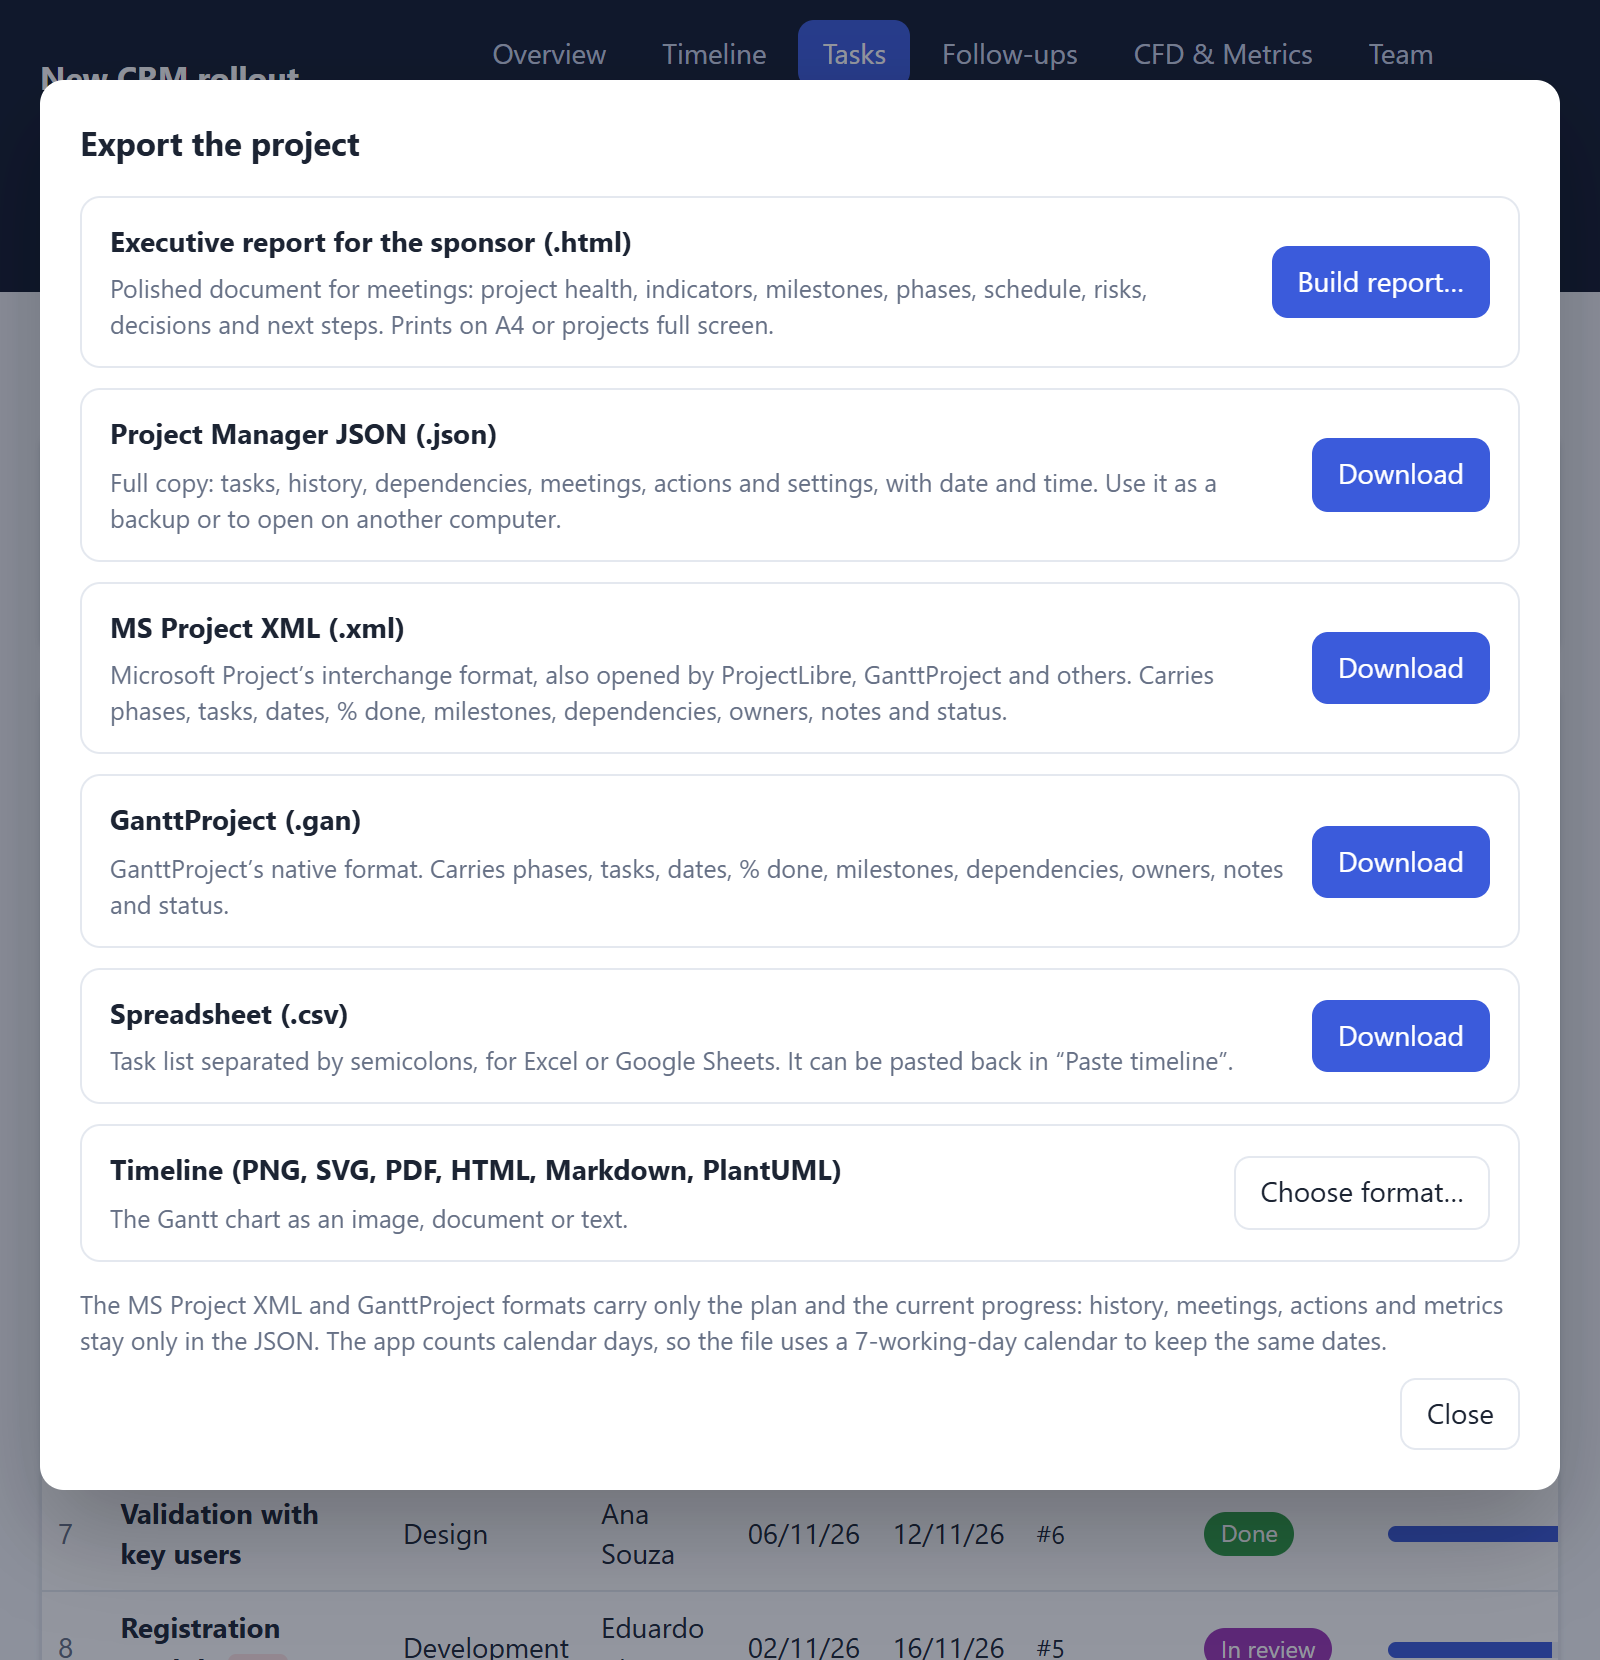 Overview Timeline Tasks Follow-ups CFD & Metrics Team
New CRM rollout
Export the project
Executive report for the sponsor (.html)
Polished document for meetings: project health, indicators, milestones, phases, schedule, risks,
decisions and next steps. Prints on A4 or projects full screen.
Build report...
Project Manager JSON (.json)
Full copy: tasks, history, dependencies, meetings, actions and settings, with date and time. Use it as a
backup or to open on another computer.
Download
MS Project XML (.xml)
Microsoft Project’s interchange format, also opened by ProjectLibre, GanttProject and others. Carries
phases, tasks, dates, % done, milestones, dependencies, owners, notes and status.
Download
GanttProject (.gan)
GanttProject’s native format. Carries phases, tasks, dates, % done, milestones, dependencies, owners, notes
and status.
Download
Spreadsheet (.csv)
Task list separated by semicolons, for Excel or Google Sheets. It can be pasted back in “Paste timeline”.
Download
Timeline (PNG, SVG, PDF, HTML, Markdown, PlantUML)
The Gantt chart as an image, document or text.
Choose format...
The MS Project XML and GanttProject formats carry only the plan and the current progress: history, meetings, actions and metrics
stay only in the JSON. The app counts calendar days, so the file uses a 7-working-day calendar to keep the same dates.
Close
7 Validation with key users Design Ana Souza 06/11/26 12/11/26 #6 Done
8 Registration Development Eduardo 02/11/26 16/11/26 #5 In review